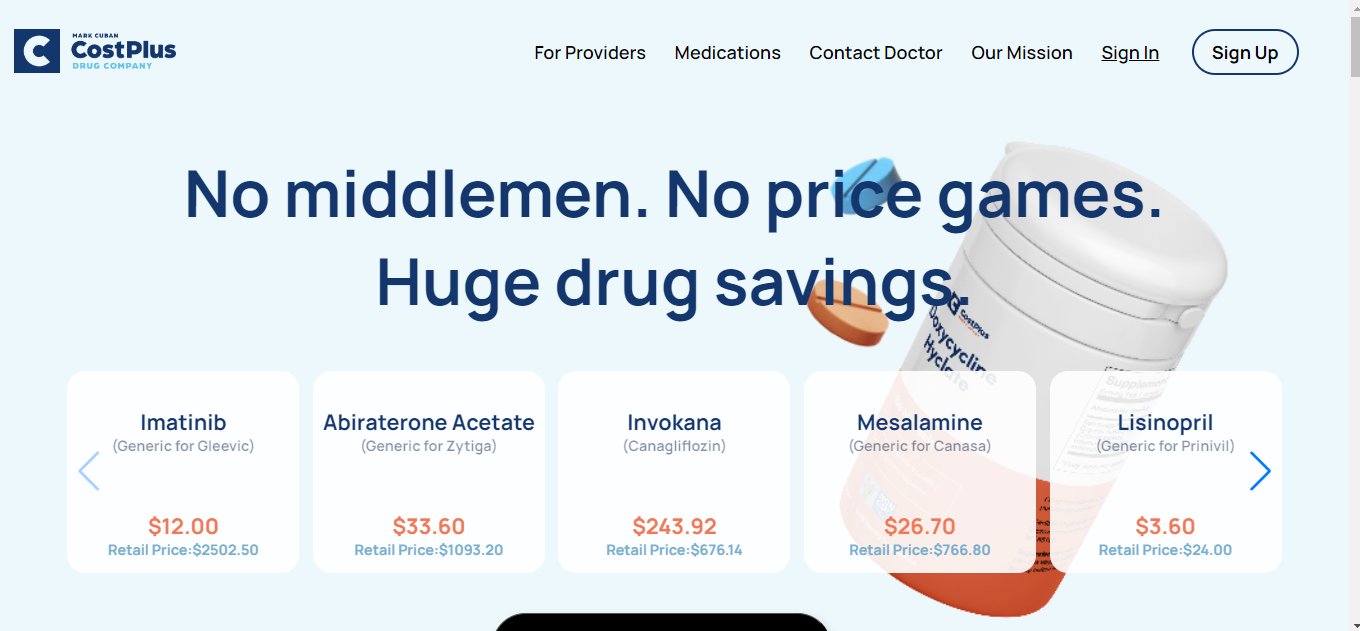 MARK CUBAN
CostPlus
DRUG COMPANY
For Providers
Medications
Contact Doctor
Our Mission
Sign In
Sign Up
No middlemen. No price games.
Huge drug savings.
CostPlus
Doxycycline
Hyclate
Supplement
Imatinib
(Generic for Gleevic)
$12.00
Retail Price:$2502.50
Abiraterone Acetate
(Generic for Zytiga)
$33.60
Retail Price:$1093.20
Invokana
(Canagliflozin)
$243.92
Retail Price:$676.14
Mesalamine
(Generic for Canasa)
$26.70
Retail Price:$766.80
Lisinopril
(Generic for Prinivil)
$3.60
Retail Price:$24.00